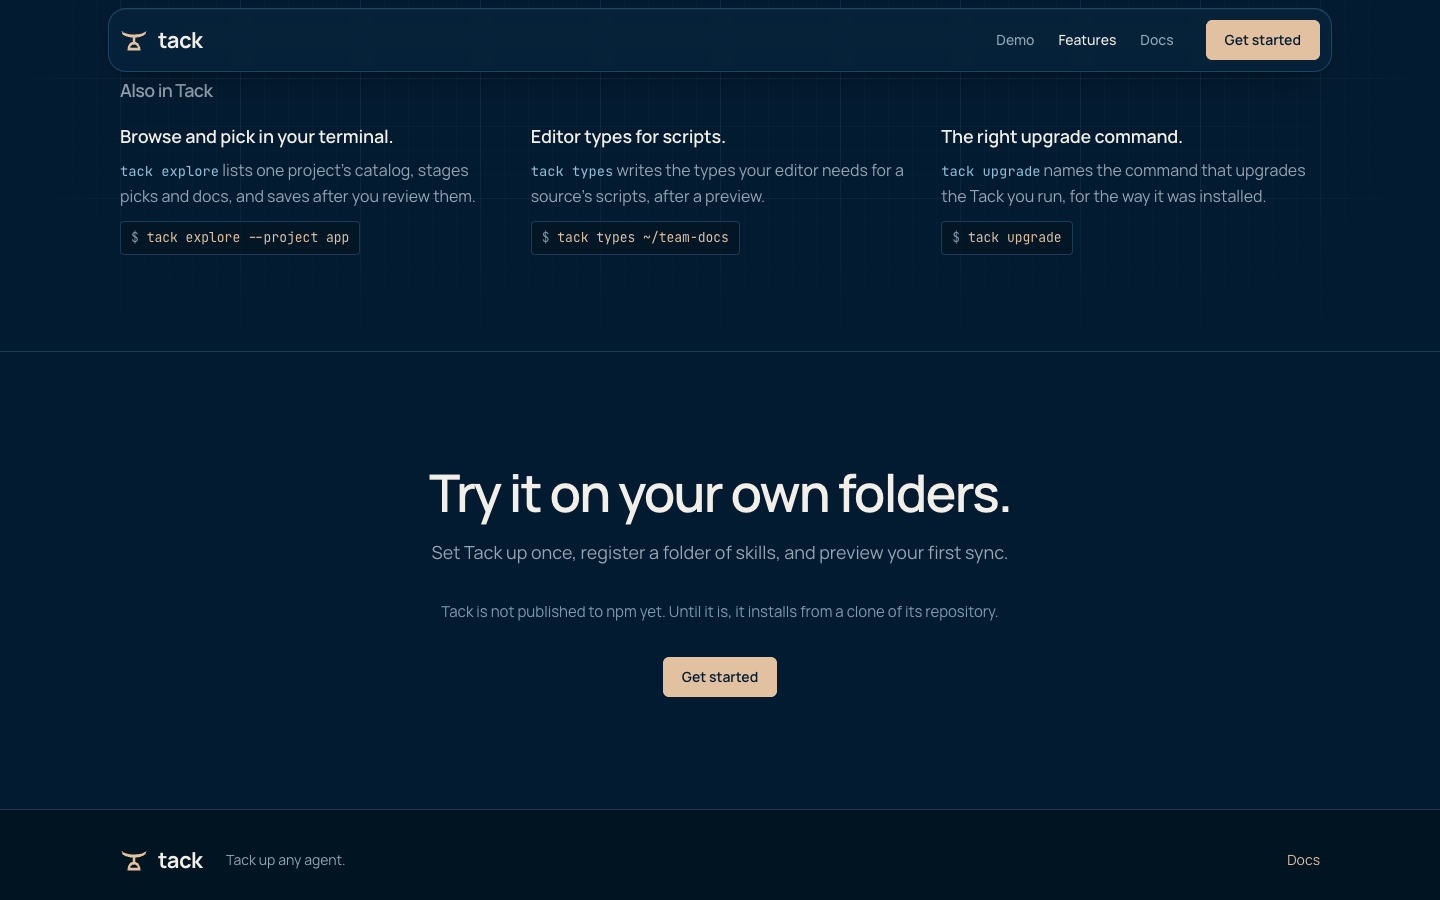 tack
Demo Features Docs Get started
Also in Tack
Browse and pick in your terminal.
tack explore lists one project's catalog, stages
picks and docs, and saves after you review them.
$ tack explore --project app
Editor types for scripts.
tack types writes the types your editor needs for a
source's scripts, after a preview.
$ tack types ~/team-docs
The right upgrade command.
tack upgrade names the command that upgrades
the Tack you run, for the way it was installed.
$ tack upgrade
Try it on your own folders.
Set Tack up once, register a folder of skills, and preview your first sync.
Tack is not published to npm yet. Until it is, it installs from a clone of its repository.
Get started
tack Tack up any agent. Docs